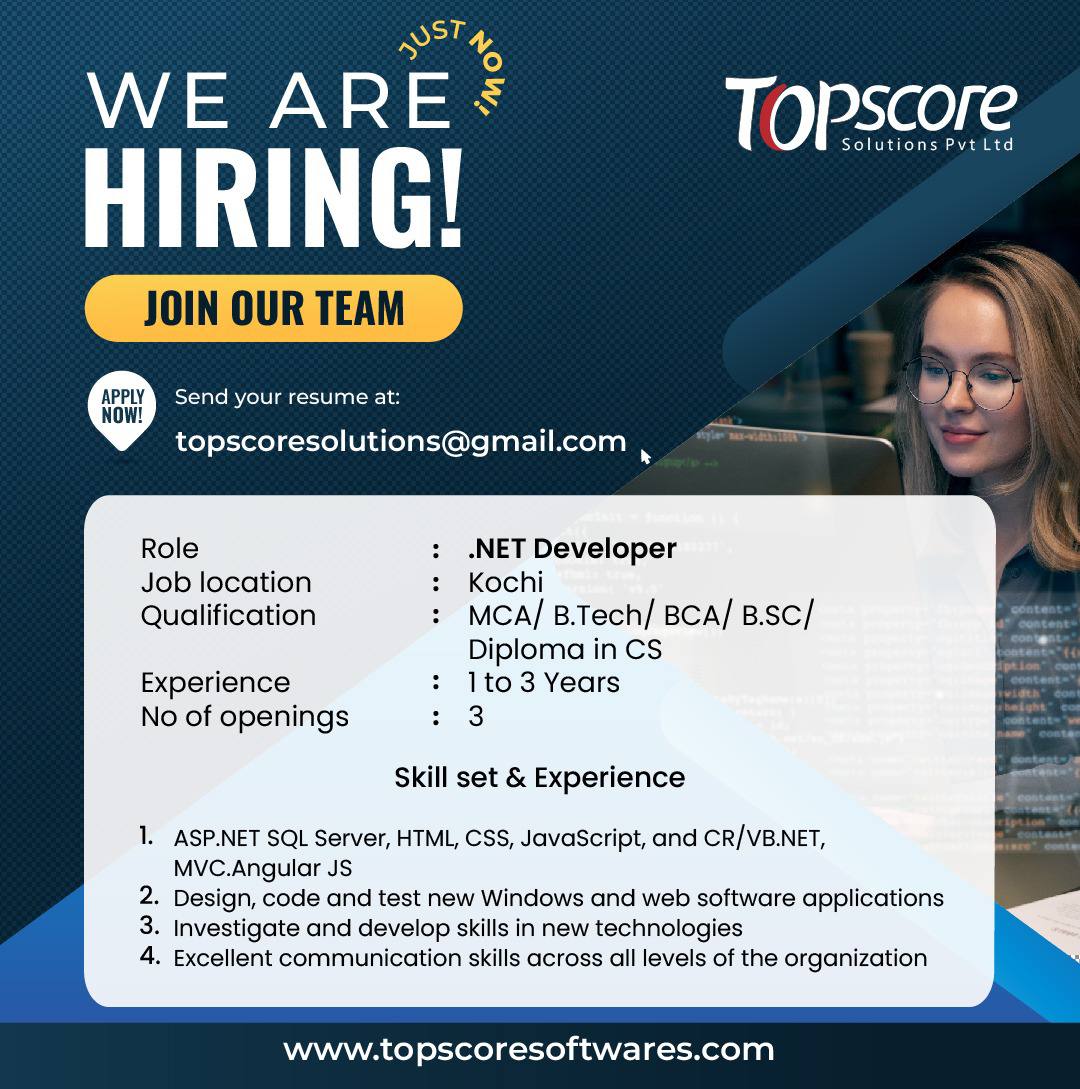 JUST NOW!
WE ARE
HIRING!
JOIN OUR TEAM
Topscore
Solutions Pvt Ltd
APPLY
NOW!
Send your resume at:
topscoresolutions@gmail.com
Role : .NET Developer
Job location : Kochi
Qualification : MCA/ B.Tech/ BCA/ B.SC/
Diploma in CS
Experience : 1 to 3 Years
No of openings : 3
Skill set & Experience
1. ASP.NET SQL Server, HTML, CSS, JavaScript, and CR/VB.NET,
MVC.Angular JS
2. Design, code and test new Windows and web software applications
3. Investigate and develop skills in new technologies
4. Excellent communication skills across all levels of the organization
www.topscoresoftwares.com